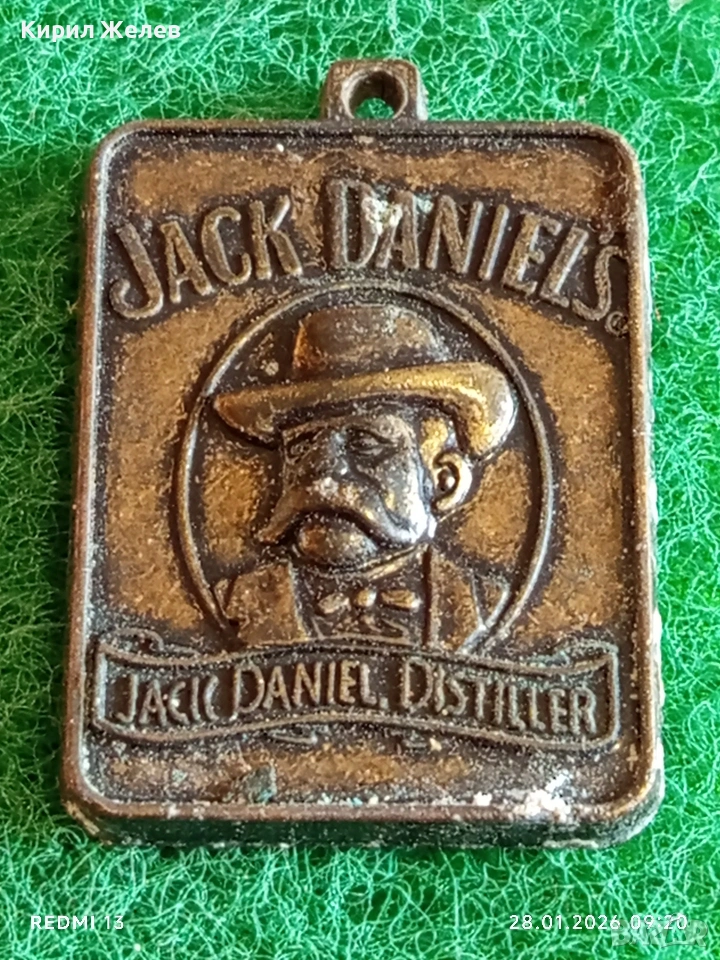 Кирил Желев
JACK DANIEL'S
JACK DANIEL, DISTILLER
REDMI 13
28.01.2026 09:20